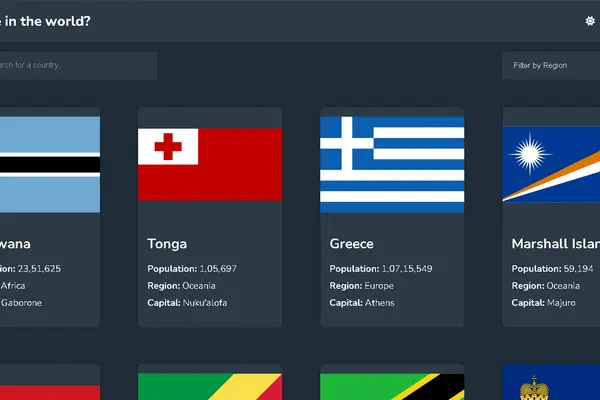 e in the world?
rch for a country..
Filter by Region
wana
ion: 23,51,625
Africa
Gaborone
Tonga
Population: 1,05,697
Region: Oceania
Capital: Nuku'alofa
Greece
Population: 1,07,15,549
Region: Europe
Capital: Athens
Marshall Islan
Population: 59,194
Region: Oceania
Capital: Majuro